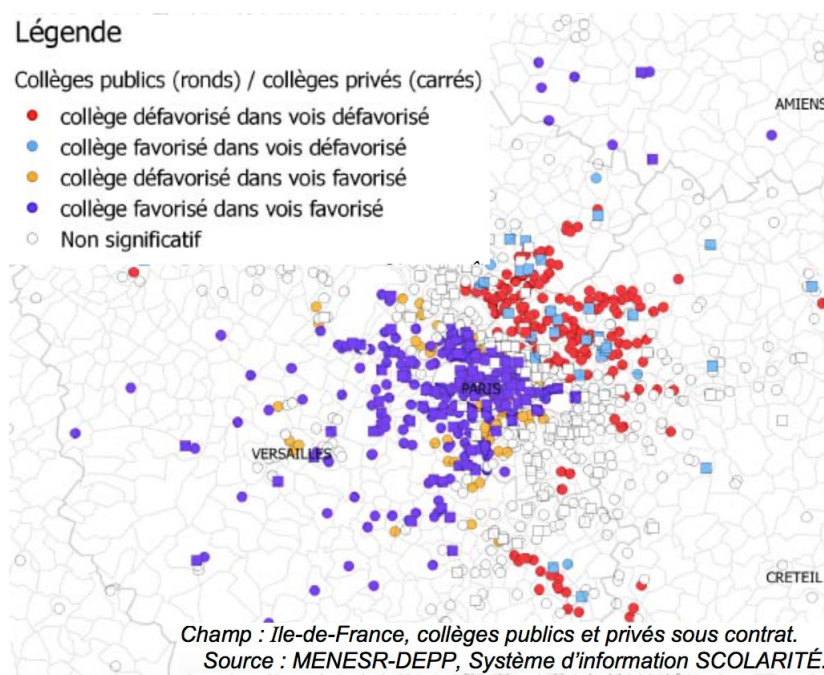 Légende
Collèges publics (ronds) / collèges privés (carrés)
collège défavorisé dans vois défavorisé
collège favorisé dans vois défavorisé
collège défavorisé dans vois favorisé
collège favorisé dans vois favorisé
Non significatif
AMIENS
PARIS
VERSAILLES
CRETEIL
Champ : Ile-de-France, collèges publics et privés sous contrat.
Source : MENESR-DEPP, Système d'information SCOLARITÉ.